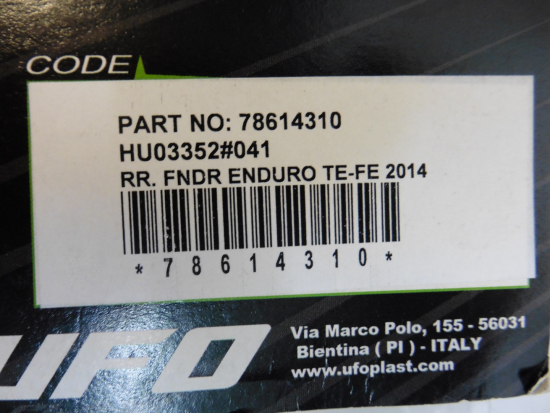 CODE
PART NO: 78614310
HU03352#041
RR. FNDR ENDURO TE-FE 2014
*78614310*
UFO
Via Marco Polo, 155 - 56031
Bientina ( PI ) - ITALY
www.ufoplast.com